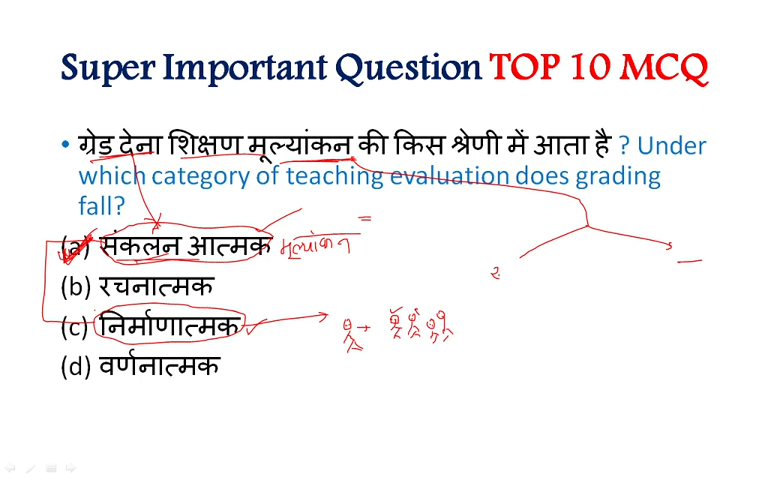 Super Important Question TOP 10 MCQ
• ग्रेड देना शिक्षण मूल्यांकन की किस श्रेणी में आता है ? Under
which category of teaching evaluation does grading
fall?
(a) संकलन आत्मक मूल्यांकन =
(b) रचनात्मक
(c) निर्माणात्मक
(d) वर्णनात्मक